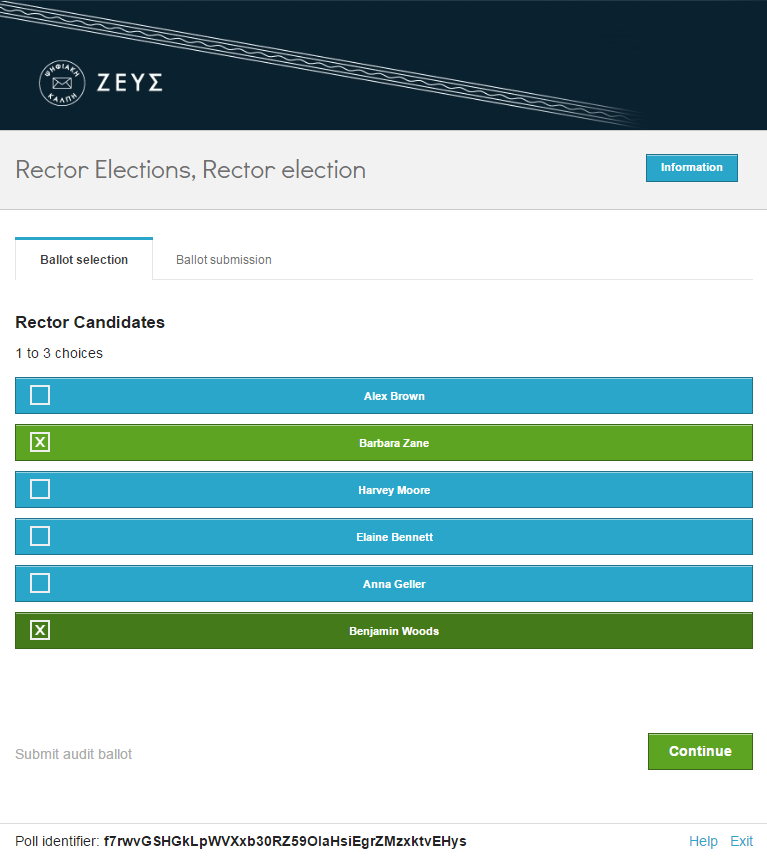 ΨΗΦΙΑΚΗ
ΚΑΛΠΗ
ΖΕΥΣ
Rector Elections, Rector election
Information
Ballot selection
Ballot submission
Rector Candidates
1 to 3 choices
Alex Brown
X
Barbara Zane
Harvey Moore
Elaine Bennett
Anna Geller
X
Benjamin Woods
Submit audit ballot
Continue
Poll identifier: f7rwvGSHGkLpWVXxb30RZ59OlaHsiEgrZMzxktvEHys
Help
Exit